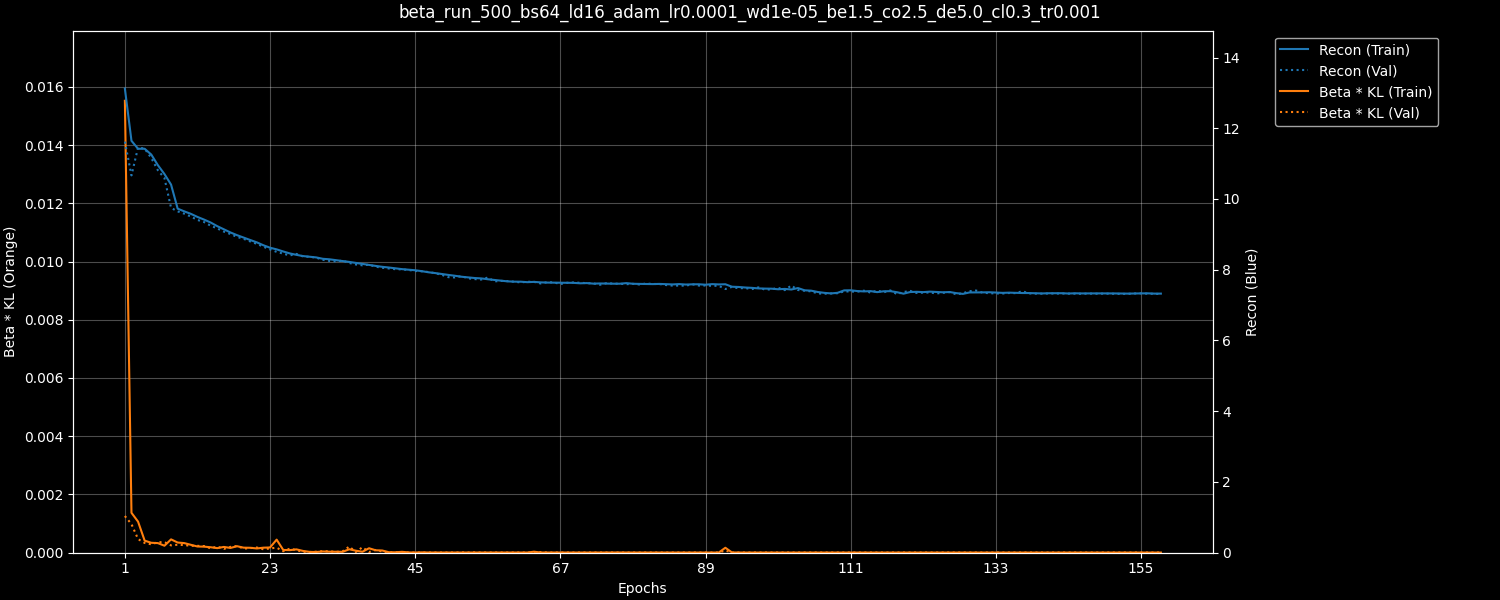 beta_run_500_bs64_ld16_adam_lr0.0001_wd1e-05_be1.5_co2.5_de5.0_cl0.3_tr0.001
Recon (Train)
Recon (Val)
Beta * KL (Train)
Beta * KL (Val)
Beta * KL (Orange)
0.016
0.014
0.012
0.010
0.008
0.006
0.004
0.002
0.000
14
12
10
8
6
4
2
0
Recon (Blue)
1 23 45 67 89 111 133 155
Epochs